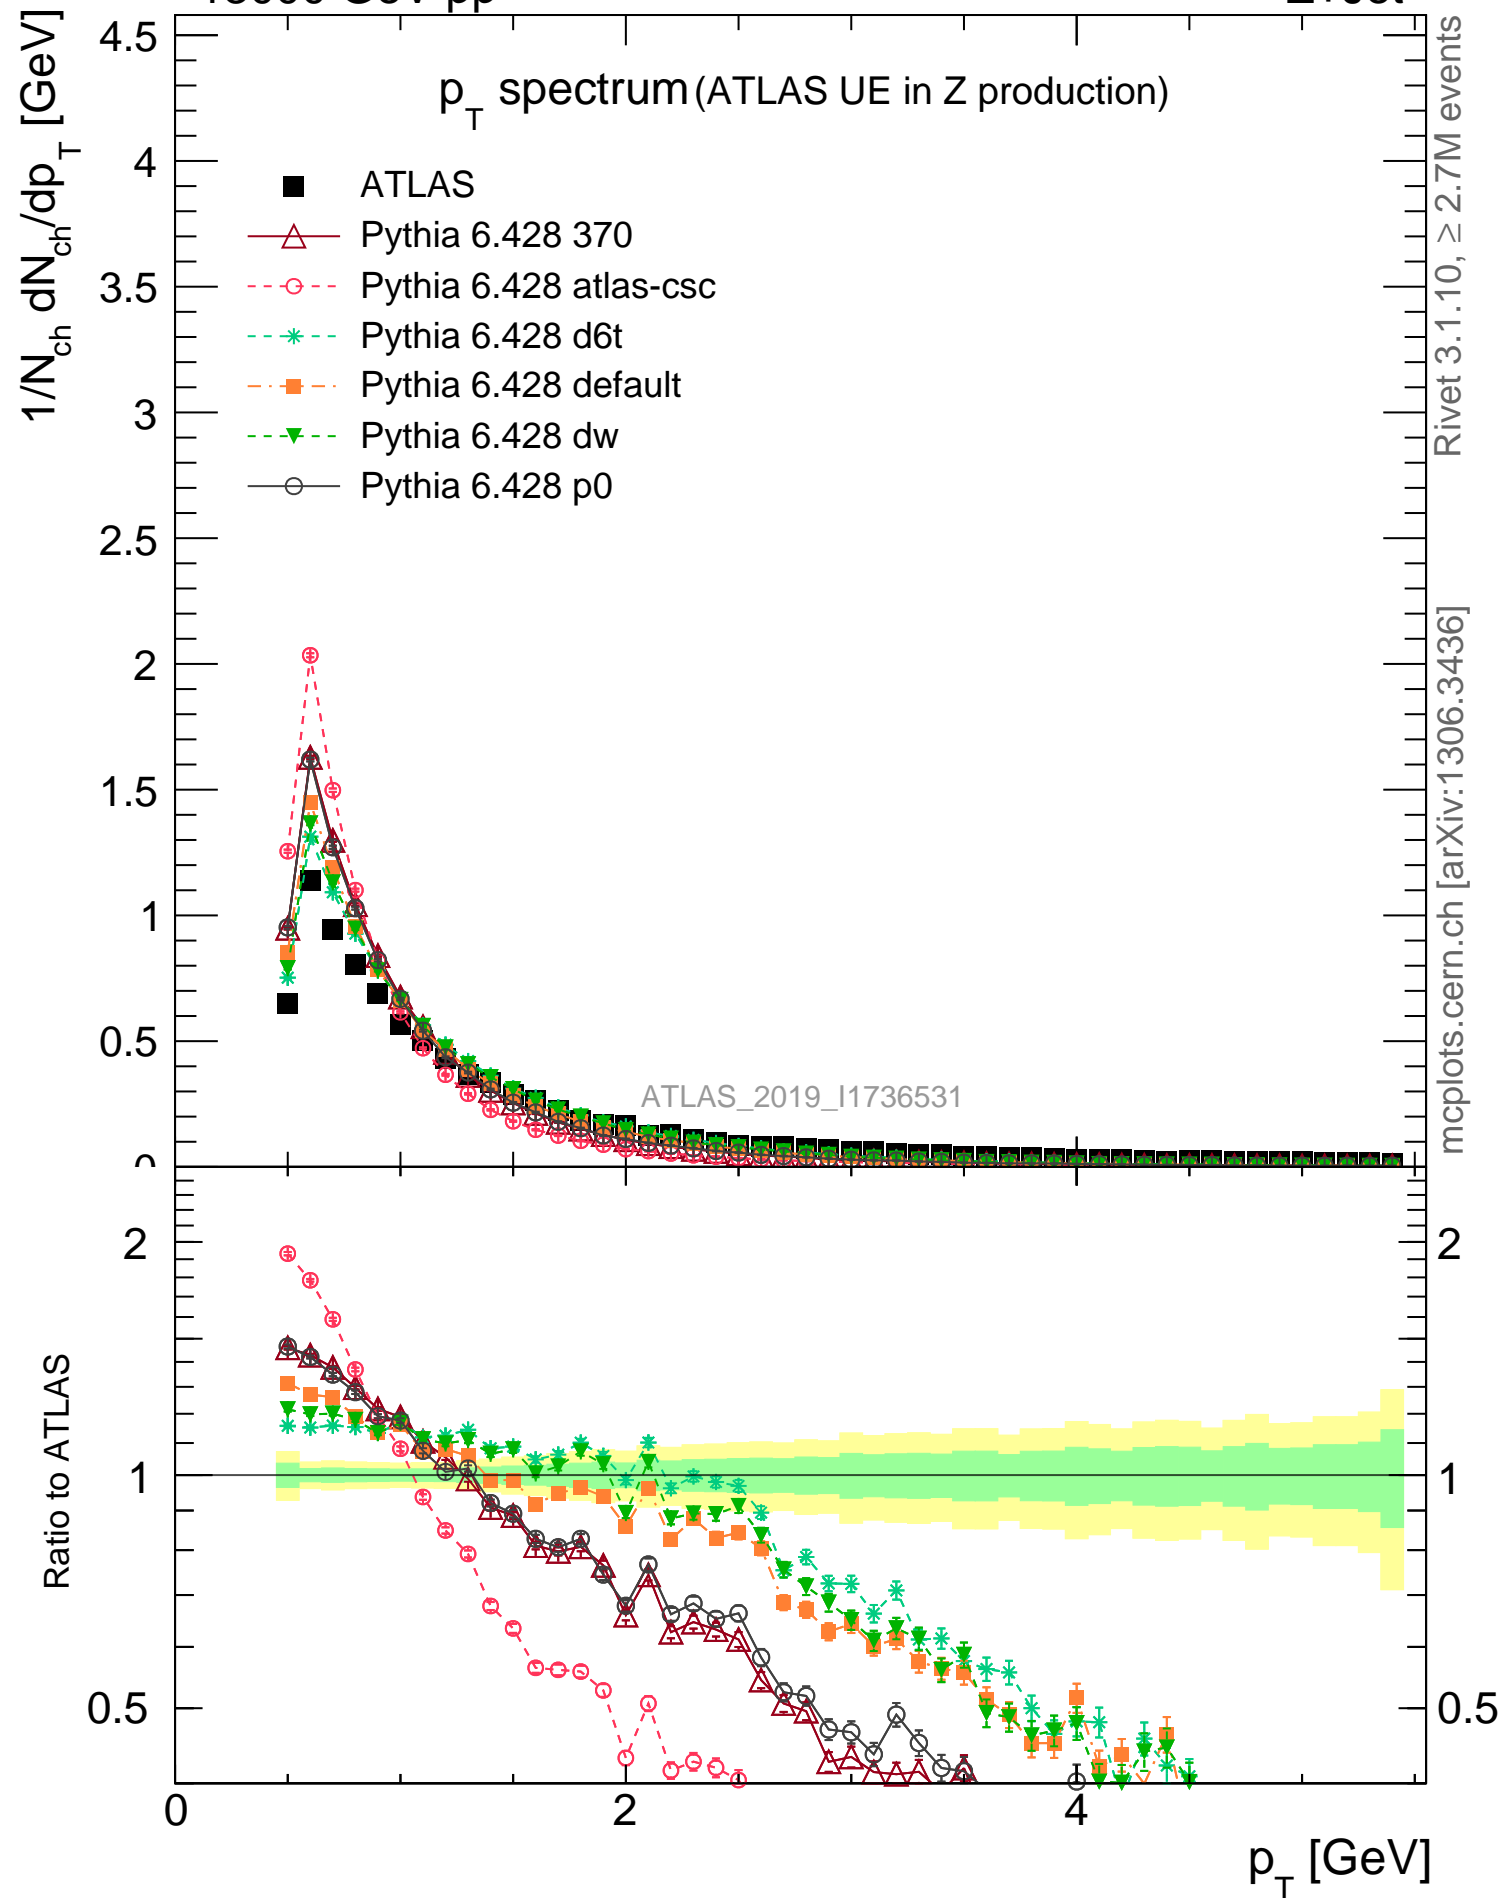 p_T spectrum (ATLAS UE in Z production)
1/N_ch dN_ch/dp_T [GeV]
ATLAS
Pythia 6.428 370
Pythia 6.428 atlas-csc
Pythia 6.428 d6t
Pythia 6.428 default
Pythia 6.428 dw
Pythia 6.428 p0
4.5
4
3.5
3
2.5
2
1.5
1
0.5
0
ATLAS_2019_I1736531
Rivet 3.1.10, ≥ 2.7M events
mcplots.cern.ch [arXiv:1306.3436]
Ratio to ATLAS
2
1
0.5
2
1
0.5
0
2
4
p_T [GeV]